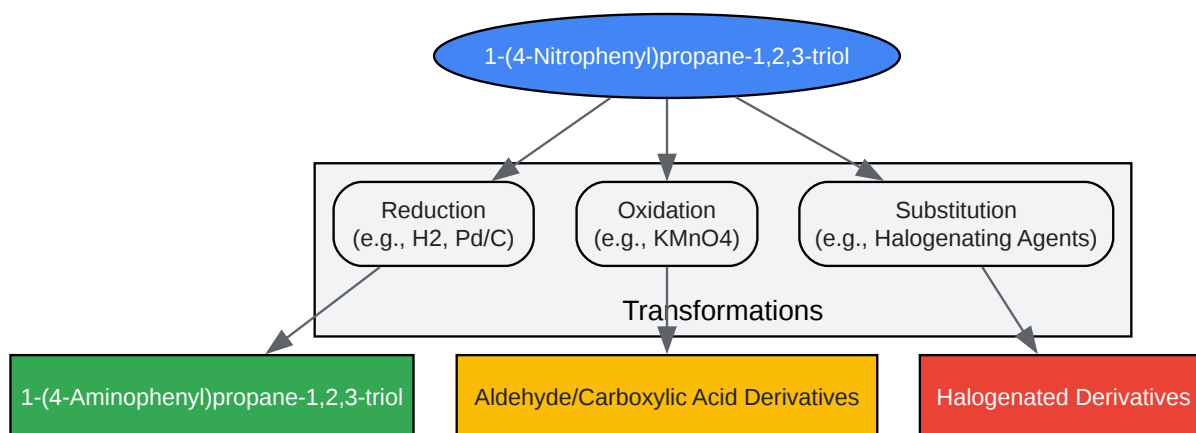 1-(4-Nitrophenyl)propane-1,2,3-triol
Reduction
(e.g., H2, Pd/C)
Oxidation
(e.g., KMnO4)
Substitution
(e.g., Halogenating Agents)
Transformations
1-(4-Aminophenyl)propane-1,2,3-triol
Aldehyde/Carboxylic Acid Derivatives
Halogenated Derivatives